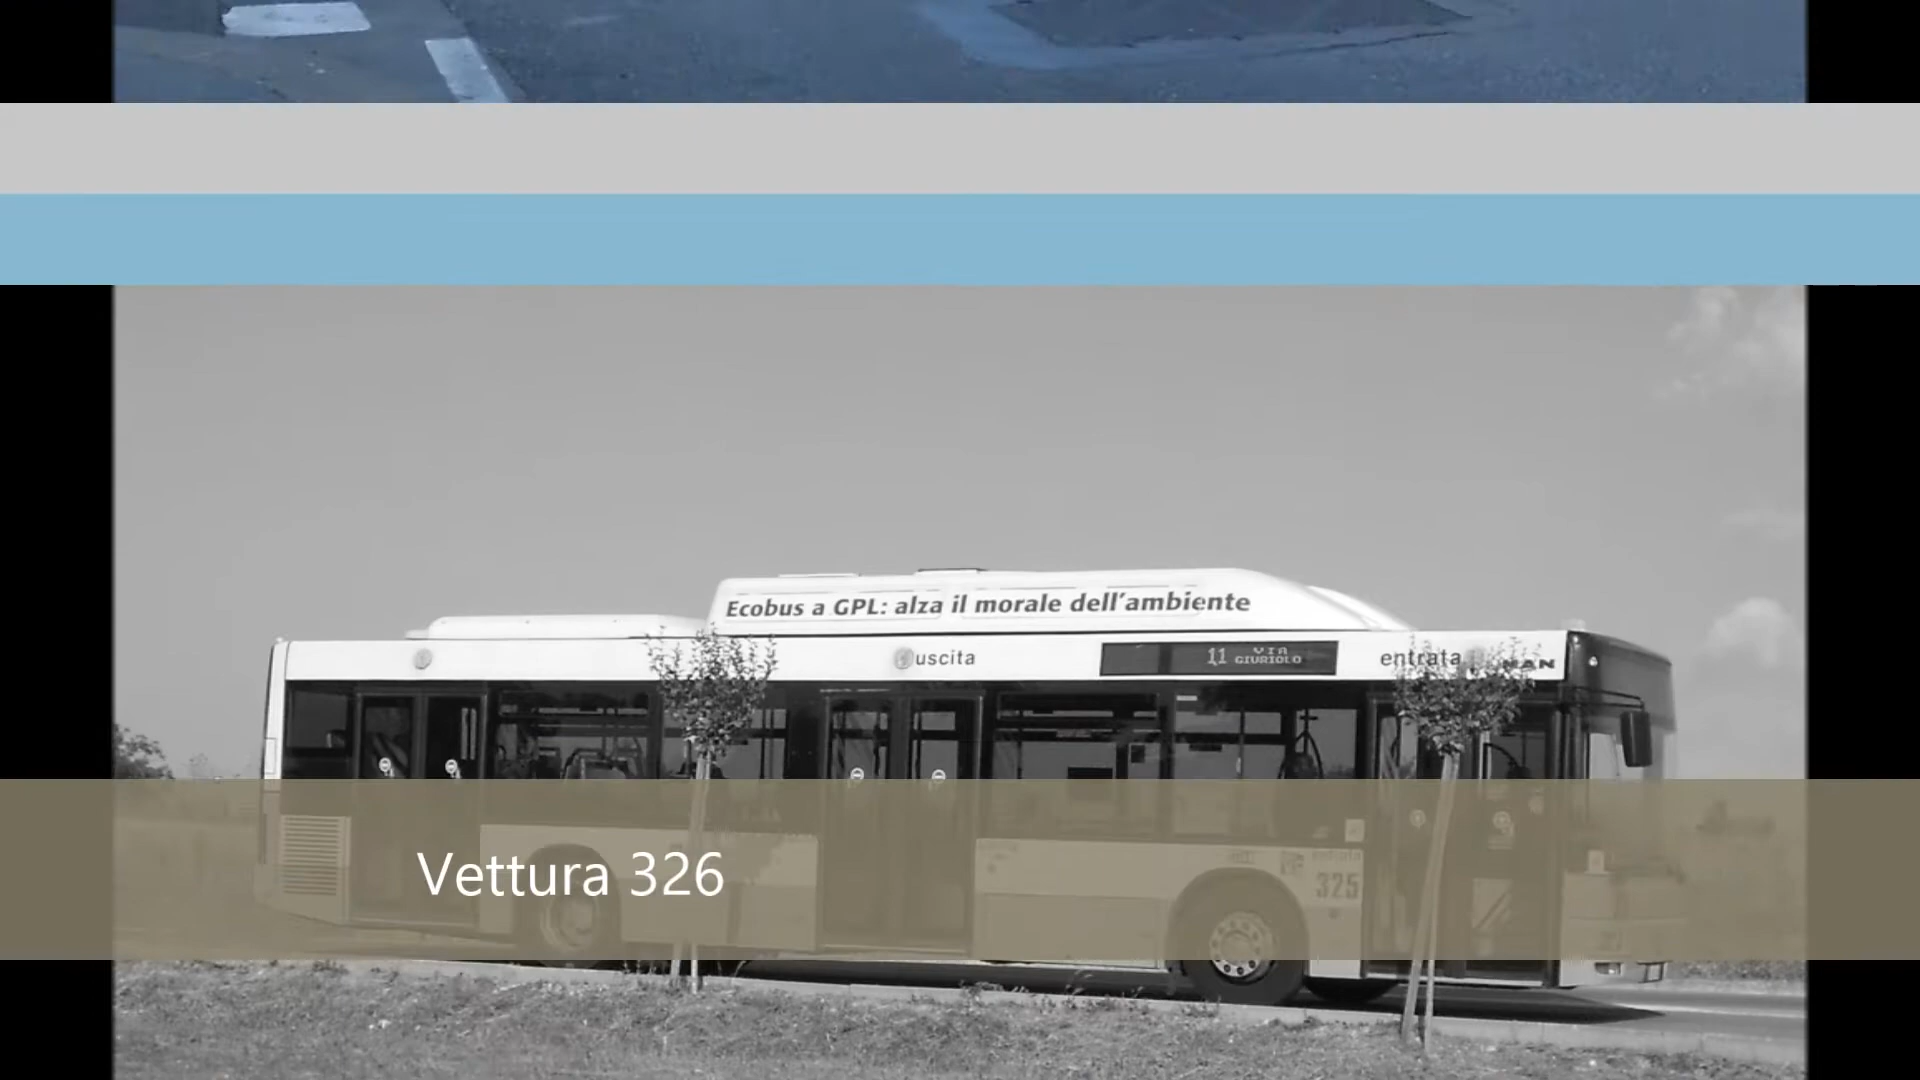 Ecobus a GPL: alza il morale dell'ambiente
uscita
11 VIA GIURIOLO
entrata
MAN
325
Vettura 326